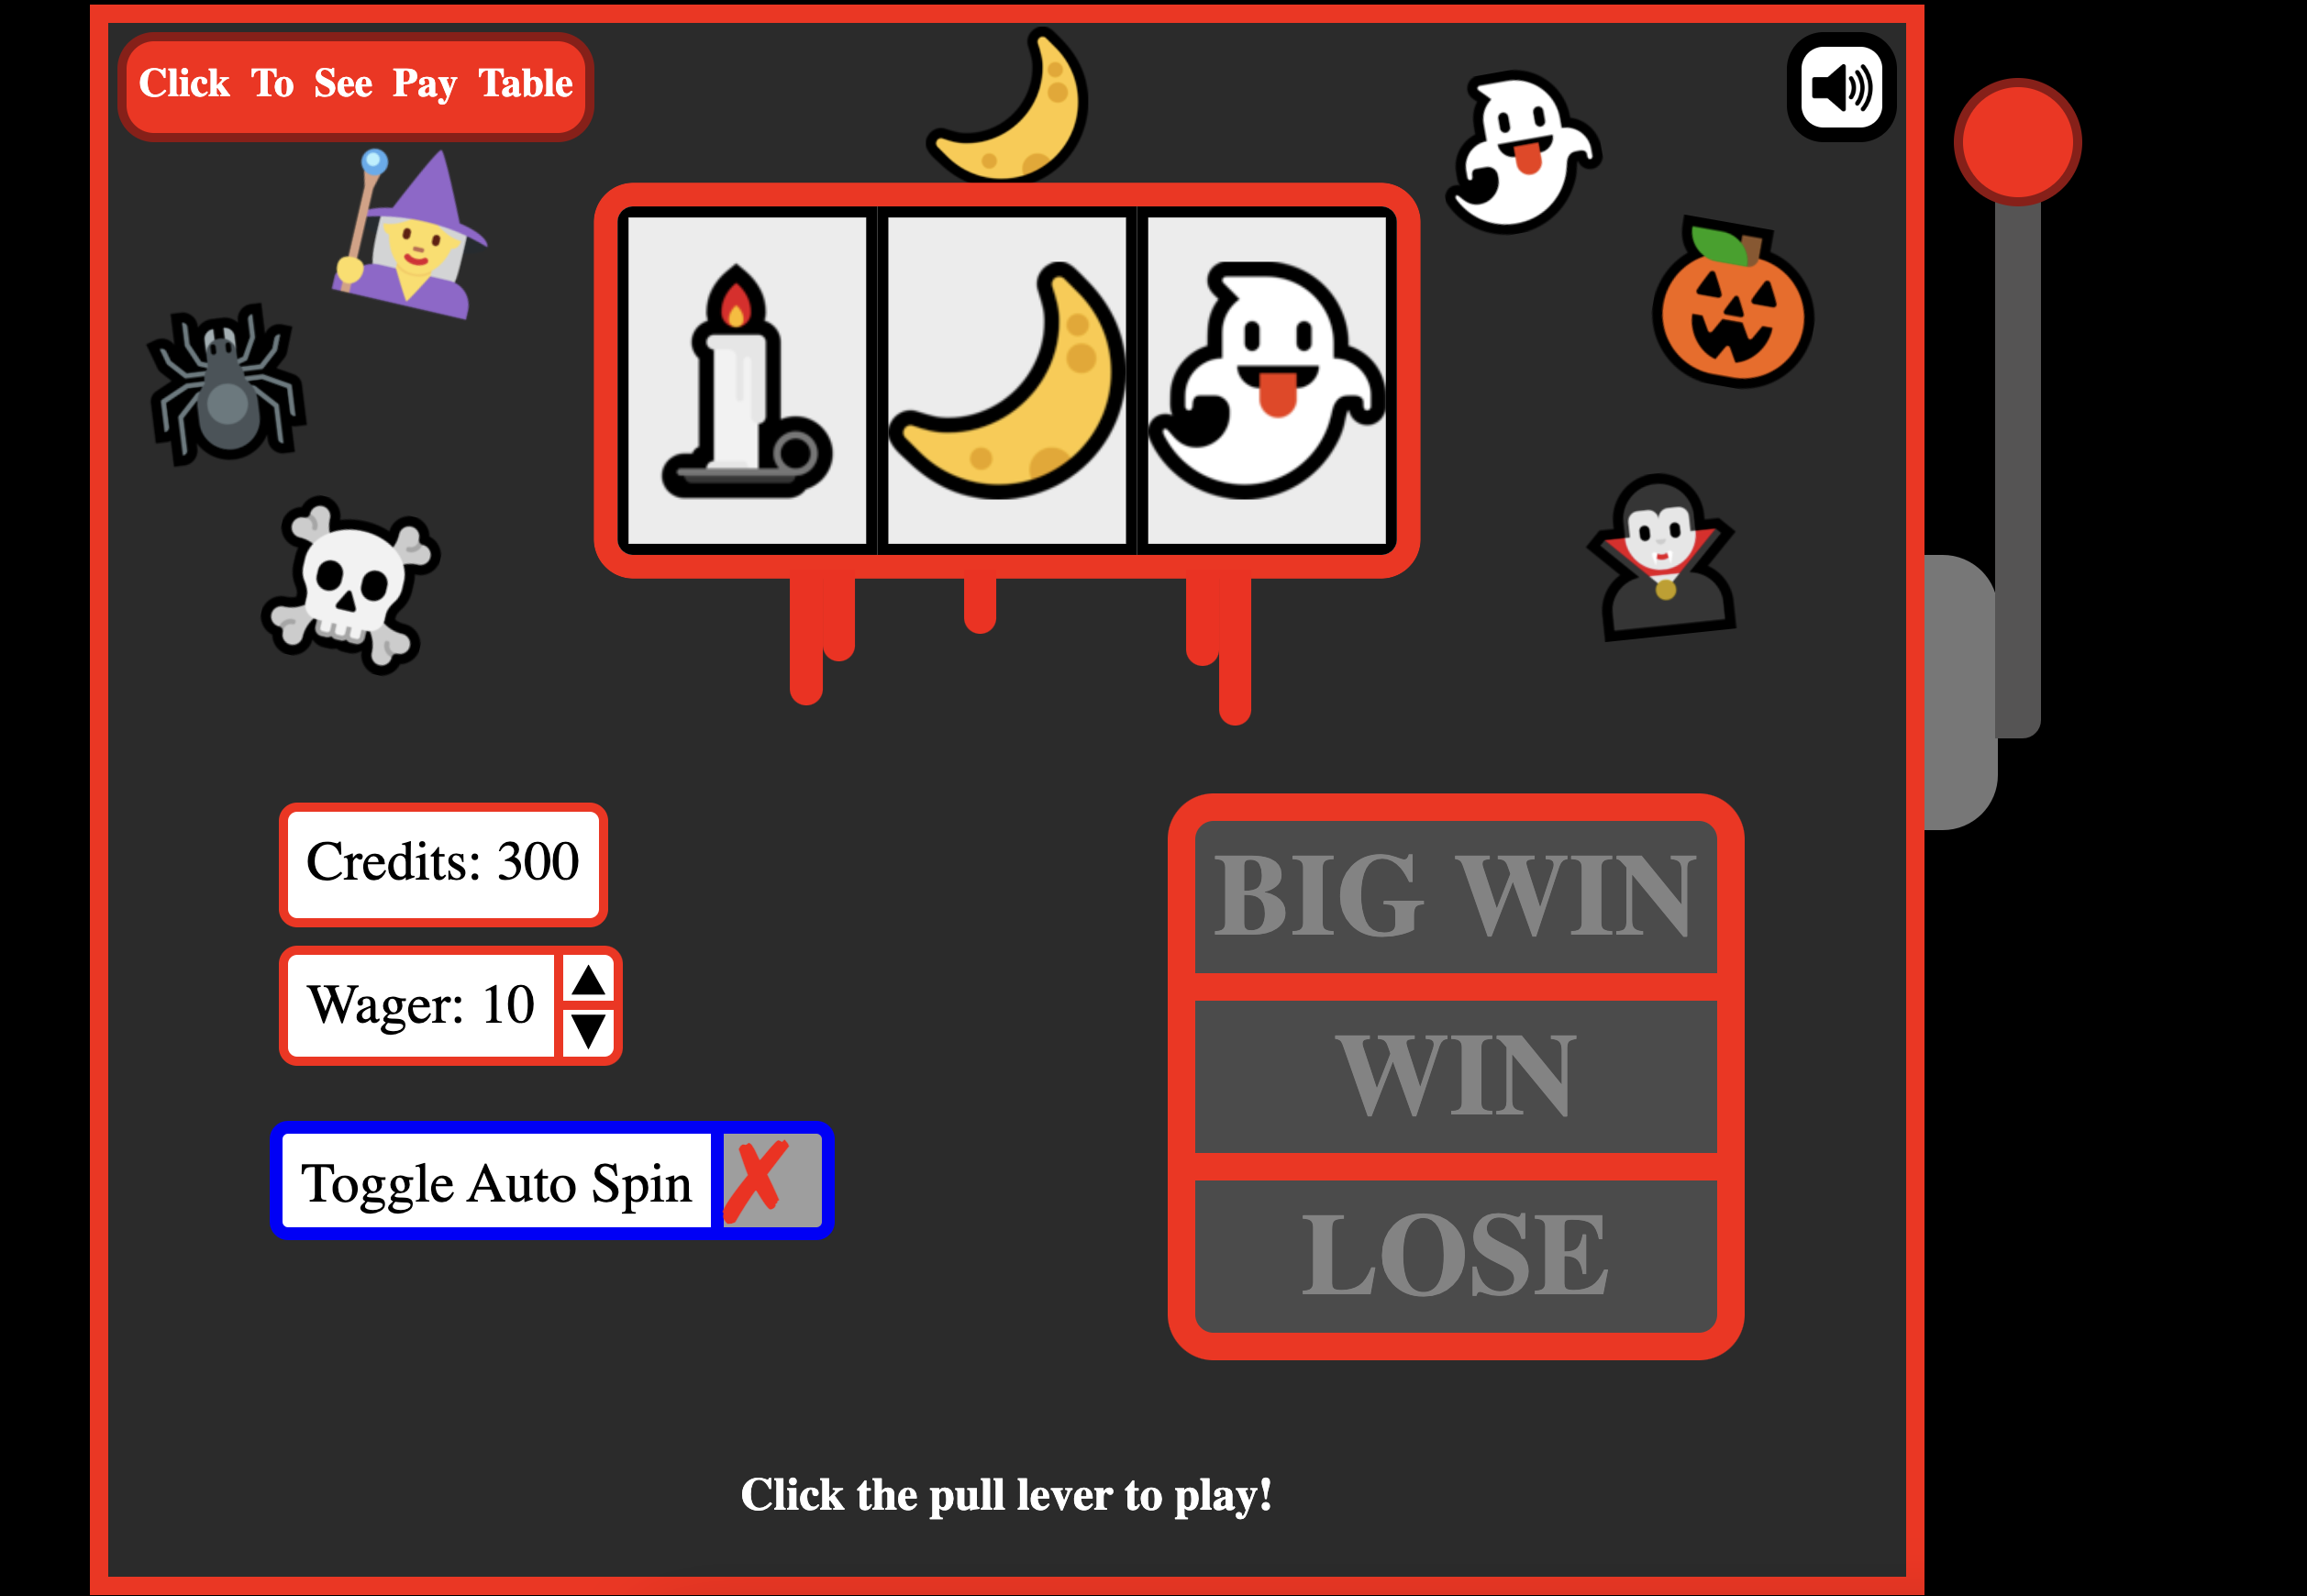 Click To See Pay Table
Credits: 300
Wager: 10
Toggle Auto Spin
BIG WIN
WIN
LOSE
Click the pull lever to play!